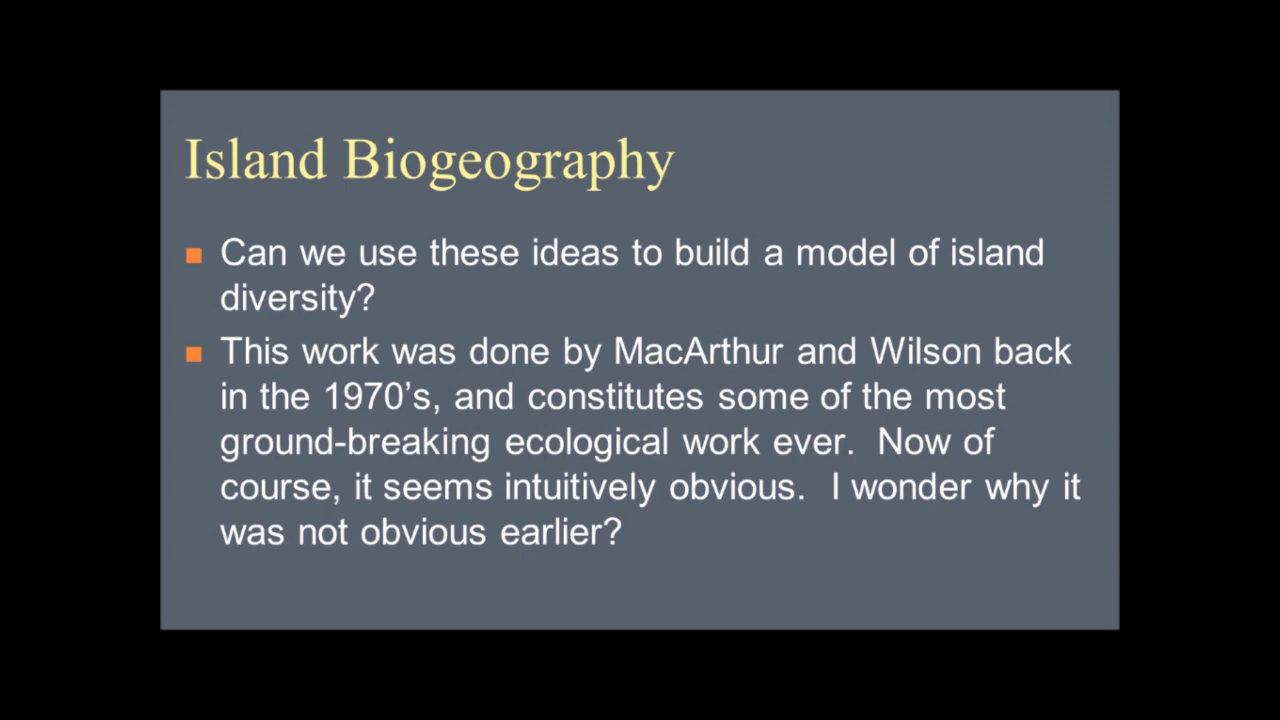 Island Biogeography
Can we use these ideas to build a model of island
diversity?
This work was done by MacArthur and Wilson back
in the 1970’s, and constitutes some of the most
ground-breaking ecological work ever.  Now of
course, it seems intuitively obvious.  I wonder why it
was not obvious earlier?